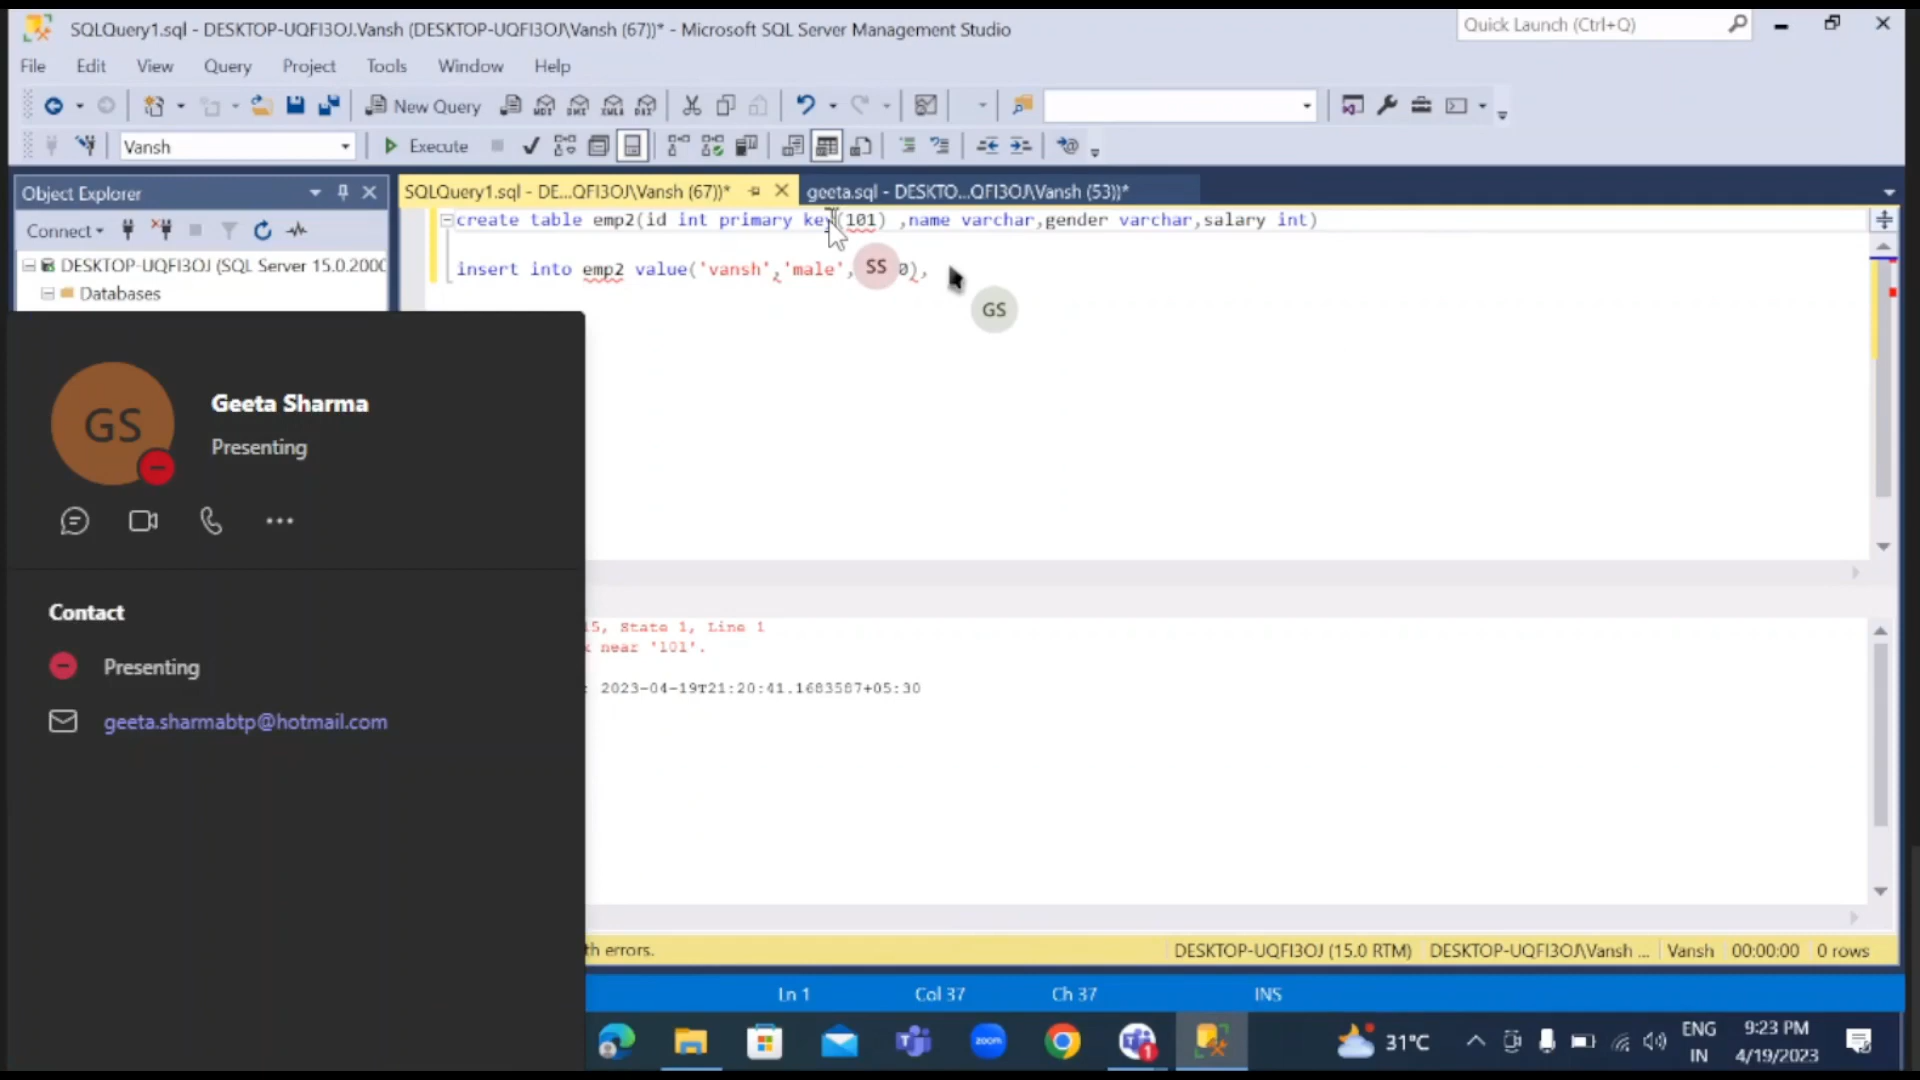 SQLQuery1.sql - DESKTOP-UQFI3OJ.Vansh (DESKTOP-UQFI3OJ\Vansh (67))* - Microsoft SQL Server Management Studio
Quick Launch (Ctrl+Q)
File Edit View Query Project Tools Window Help
New Query
Vansh
Execute
Object Explorer
SQLQuery1.sql - DE...QFI3OJ\Vansh (67))*
geeta.sql - DESKTO...QFI3OJ\Vansh (53))*
Connect
DESKTOP-UQFI3OJ (SQL Server 15.0.2000
Databases
create table emp2(id int primary key(101) ,name varchar,gender varchar,salary int)
insert into emp2 value('vansh','male', 0),
SS
GS
GS
Geeta Sharma
Presenting
Contact
Presenting
geeta.sharmabtp@hotmail.com
15, State 1, Line 1
near '101'.
: 2023-04-19T21:20:41.1683587+05:30
th errors.
DESKTOP-UQFI3OJ (15.0 RTM) DESKTOP-UQFI3OJ\Vansh ... Vansh 00:00:00 0 rows
Ln 1 Col 37 Ch 37 INS
zoom
1
31°C
ENG
IN
9:23 PM
4/19/2023